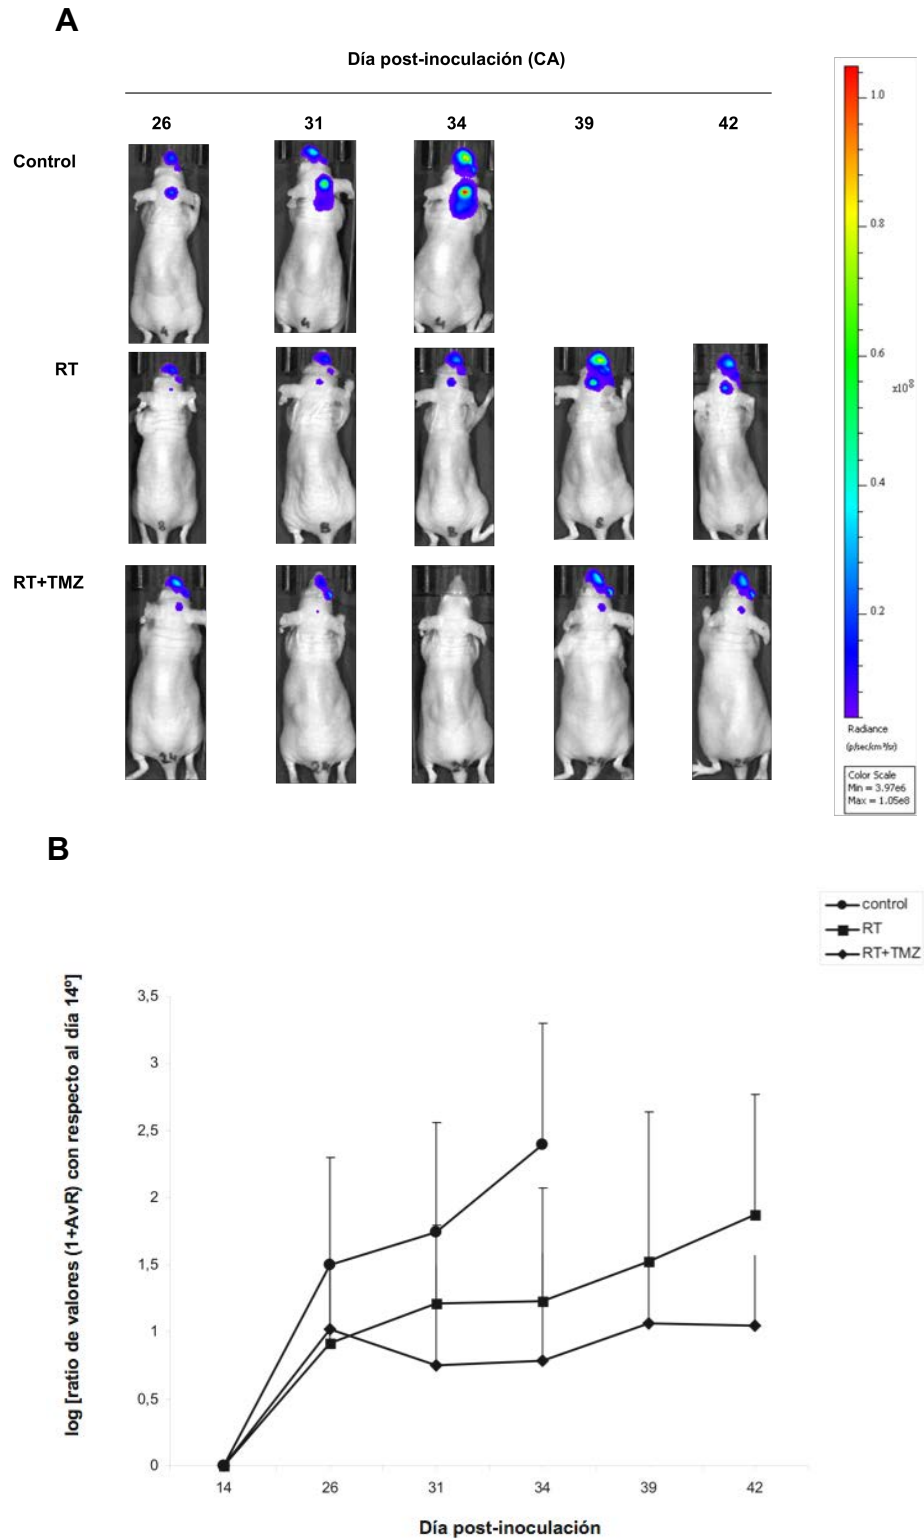 A
Día post-inoculación (CA)
26 31 34 39 42
Control
RT
RT+TMZ
1.0
0.8
0.6
x10⁸
0.4
0.2
Radiance
(p/sec/cm²/sr)
Color Scale
Min = 3.97e6
Max = 1.05e8
B
control
RT
RT+TMZ
log [ratio de valores (1+AvR) con respecto al día 14º]
3,5
3
2,5
2
1,5
1
0,5
0
14 26 31 34 39 42
Día post-inoculación